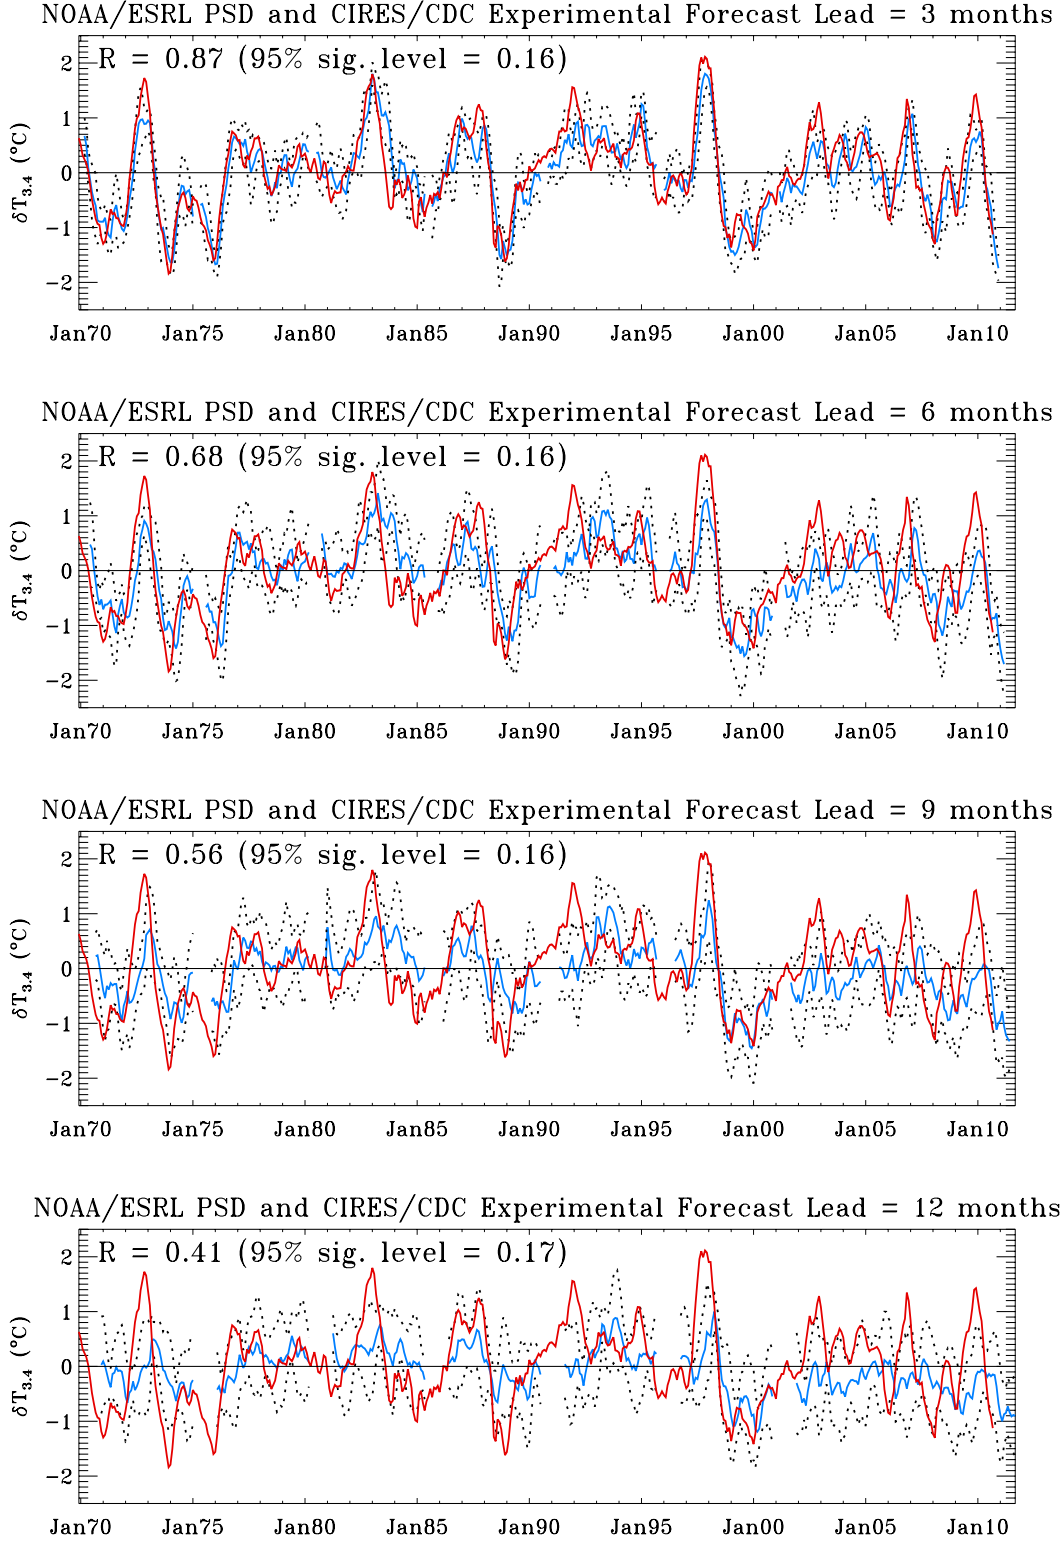 NOAA/ESRL PSD and CIRES/CDC Experimental Forecast Lead = 3 months
R = 0.87 (95% sig. level = 0.16)
2
1
0
−1
−2
δT3.4 (°C)
Jan70 Jan75 Jan80 Jan85 Jan90 Jan95 Jan00 Jan05 Jan10
NOAA/ESRL PSD and CIRES/CDC Experimental Forecast Lead = 6 months
R = 0.68 (95% sig. level = 0.16)
2
1
0
−1
−2
δT3.4 (°C)
Jan70 Jan75 Jan80 Jan85 Jan90 Jan95 Jan00 Jan05 Jan10
NOAA/ESRL PSD and CIRES/CDC Experimental Forecast Lead = 9 months
R = 0.56 (95% sig. level = 0.16)
2
1
0
−1
−2
δT3.4 (°C)
Jan70 Jan75 Jan80 Jan85 Jan90 Jan95 Jan00 Jan05 Jan10
NOAA/ESRL PSD and CIRES/CDC Experimental Forecast Lead = 12 months
R = 0.41 (95% sig. level = 0.17)
2
1
0
−1
−2
δT3.4 (°C)
Jan70 Jan75 Jan80 Jan85 Jan90 Jan95 Jan00 Jan05 Jan10